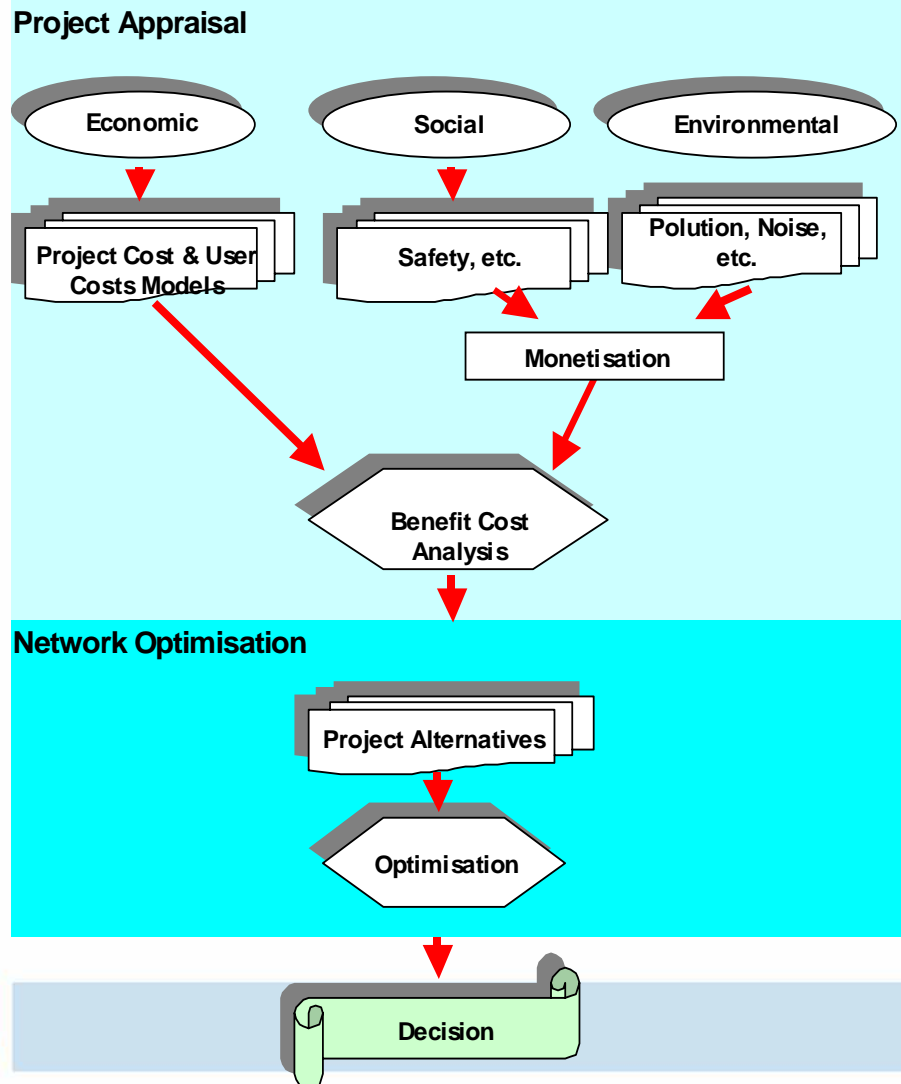 Project Appraisal
Economic
Social
Environmental
Project Cost & User
Costs Models
Safety, etc.
Polution, Noise,
etc.
Monetisation
Benefit Cost
Analysis
Network Optimisation
Project Alternatives
Optimisation
Decision